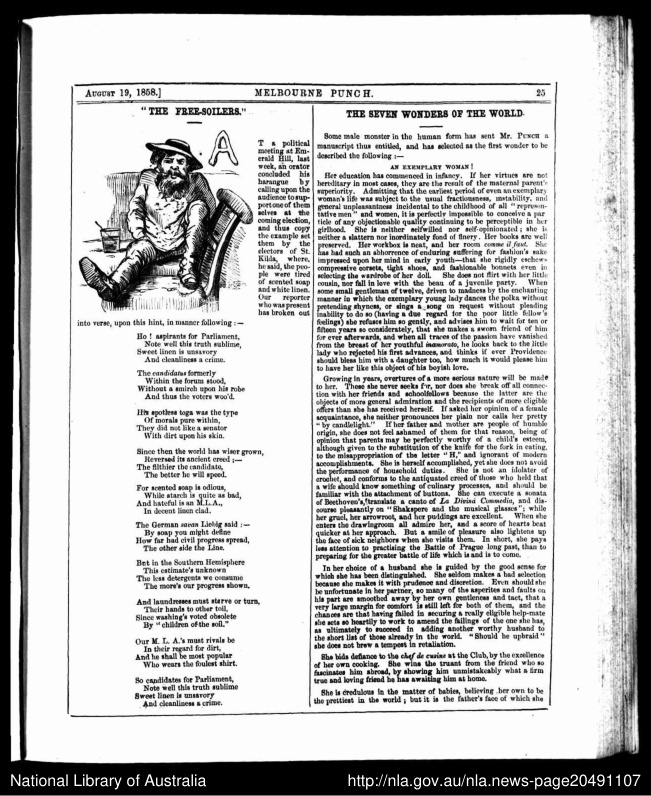 AUGUST 19, 1858.]
MELBOURNE PUNCH.
25
"THE FREE-SOILERS."
A
T a political
meeting at Em-
erald Hill, last
week, an orator
concluded his
harangue by
calling upon the
audience to sup-
port one of them
selves at the
coming election,
and thus copy
the example set
them by the
electors of St.
Kilda, where,
he said, the peo-
ple were tired
of scented soap
and white linen.
Our reporter
who was present
has broken out
into verse, upon this hint, in manner following :—
Ho ! aspirants for Parliament,
Note well this truth sublime,
Sweet linen is unsavory
And cleanliness a crime.
The candidatus formerly
Within the forum stood,
Without a smirch upon his robe
And thus the voters woo'd.
His spotless toga was the type
Of morals pure within,
They did not like a senator
With dirt upon his skin.
Since then the world has wiser grown,
Reversed its ancient creed ;—
The filthier the candidate,
The better he will speed.
For scented soap is odious,
While starch is quite as bad,
And hateful is an M.L.A.,
In decent linen clad.
The German savan Liebig said :—
By soap you might define
How far had civil progress spread,
The other side the Line.
But in the Southern Hemisphere
This estimate's unknown
The less detergents we consume
The more's our progress shown.
And laundresses must starve or turn,
Their hands to other toil,
Since washing's voted obsolete
By "children of the soil."
Our M. L. A.'s must rivals be
In their regard for dirt,
And he shall be most popular
Who wears the foulest shirt.
So candidates for Parliament,
Note well this truth sublime
Sweet linen is unsavory
And cleanliness a crime.
THE SEVEN WONDERS OF THE WORLD.
Some male monster in the human form has sent Mr. PUNCH a
manuscript thus entitled, and has selected as the first wonder to be
described the following :—
AN EXEMPLARY WOMAN !
Her education has commenced in infancy. If her virtues are not
hereditary in most cases, they are the result of the maternal parent's
superiority. Admitting that the earliest period of even an exemplary
woman's life was subject to the usual fractiousness, instability, and
general unpleasantness incidental to the childhood of all "represen-
tative men" and women, it is perfectly impossible to conceive a par
ticle of any objectionable quality continuing to be perceptible in her
girlhood. She is neither selfwilled nor self-opinionated ; she is
neither a slattern nor inordinately fond of finery. Her books are well
preserved. Her workbox is neat, and her room comme il faut. She
has had such an abhorrence of enduring suffering for fashion's sake
impressed upon her mind in early youth—that she rigidly eschews
compressive corsets, tight shoes, and fashionable bonnets even in
selecting the wardrobe of her doll. She does not flirt with her little
cousin, nor fall in love with the beau of a juvenile party. When
some small gentleman of twelve, driven to madness by the enchanting
manner in which the exemplary young lady dances the polka without
pretending shyness, or sings a song on request without pleading
inability to do so (having a due regard for the poor little fellow's
feelings) she refuses him so gently, and advises him to wait for ten or
fifteen years so considerately, that she makes a sworn friend of him
for ever afterwards, and when all traces of the passion have vanished
from the breast of her youthful inamorato, he looks back to the little
lady who rejected his first advances, and thinks if ever Providence
should bless him with a daughter too, how much it would please him
to have her like this object of his boyish love.
Growing in years, overtures of a more serious nature will be made
to her. These she never seeks for, nor does she break off all connec-
tion with her friends and schoolfellows because the latter are the
objects of more general admiration and the recipients of more eligible
offers than she has received herself. If asked her opinion of a female
acquaintance, she neither pronounces her plain nor calls her pretty
"by candlelight." If her father and mother are people of humble
origin, she does not feel ashamed of them for that reason, being of
opinion that parents may be perfectly worthy of a child's esteem,
although given to the substitution of the knife for the fork in eating,
to the misappropriation of the letter "H," and ignorant of modern
accomplishments. She is herself accomplished, yet she does not avoid
the performance of household duties. She is not an idolater of
crochet, and conforms to the antiquated creed of those who held that
a wife should know something of culinary processes, and should be
familiar with the attachment of buttons. She can execute a sonata
of Beethoven's, translate a canto of La Divina Commedia, and dis-
course pleasantly on "Shakspere and the musical glasses"; while
her gruel, her arrowroot, and her puddings are excellent. When she
enters the drawingroom all admire her, and a score of hearts beat
quicker at her approach. But a smile of pleasure also lightens up
the face of sick neighbors when she visits them. In short, she pays
less attention to practising the Battle of Prague long past, than to
preparing for the greater battle of life which is and is to come.
In her choice of a husband she is guided by the good sense for
which she has been distinguished. She seldom makes a bad selection
because she makes it with prudence and discretion. Even should she
be unfortunate in her partner, so many of the asperities and faults on
his part are smoothed away by her own gentleness and tact, that a
very large margin for comfort is still left for both of them, and the
chances are that having failed in securing a really eligible help-mate
she sets so heartily to work to amend the failings of the one she has,
as ultimately to succeed in adding another worthy husband to
the short list of those already in the world. "Should he upbraid"
she does not brew a tempest in retaliation.
She bids defiance to the chef de cusine at the Club, by the excellence
of her own cooking. She wins the truant from the friend who so
fascinates him abroad, by showing him unmistakeably what a firm
true and loving friend he has awaiting him at home.
She is credulous in the matter of babies, believing her own to be
the prettiest in the world ; but it is the father's face of which she
National Library of Australia
http://nla.gov.au/nla.news-page20491107